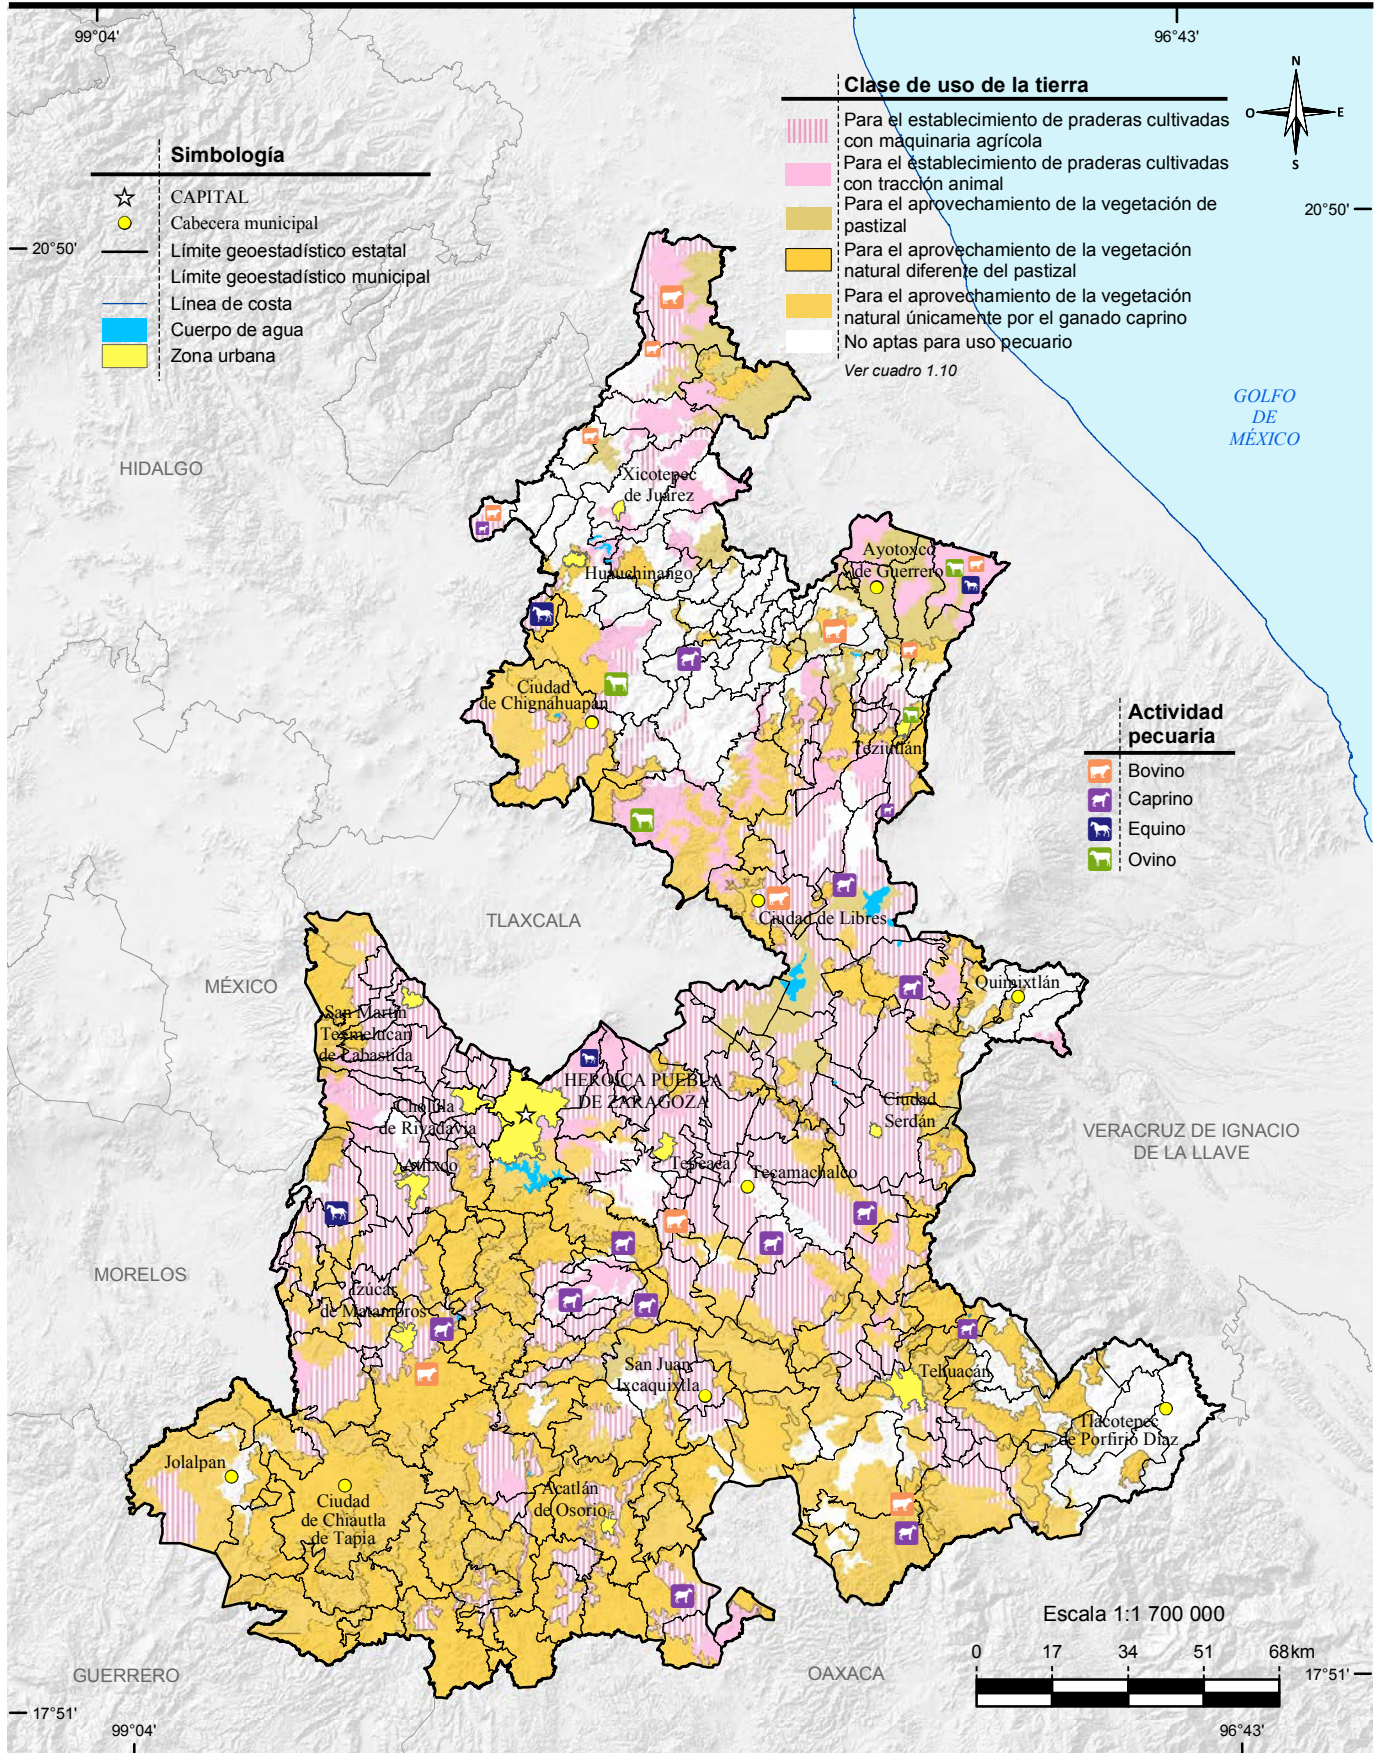 99°04'
96°43'
Clase de uso de la tierra
Para el establecimiento de praderas cultivadas
con maquinaria agrícola
Para el establecimiento de praderas cultivadas
con tracción animal
Para el aprovechamiento de la vegetación de
pastizal
Para el aprovechamiento de la vegetación
natural diferente del pastizal
Para el aprovechamiento de la vegetación
natural únicamente por el ganado caprino
No aptas para uso pecuario
Ver cuadro 1.10
N
O
E
S
Simbología
CAPITAL
Cabecera municipal
Límite geoestadístico estatal
Límite geoestadístico municipal
Línea de costa
Cuerpo de agua
Zona urbana
20°50'
20°50'
GOLFO
DE
MÉXICO
HIDALGO
Xicotepec
de Juárez
Ayotoxco
de Guerrero
Huauchinango
Ciudad
de Chignahuapan
Teziutlán
Actividad
pecuaria
Bovino
Caprino
Equino
Ovino
TLAXCALA
Ciudad de Libres
MÉXICO
Quimixtlán
San Martín
Texmelucan
de Labastida
HEROICA PUEBLA
DE ZARAGOZA
Cholula
de Rivadavia
Ciudad
Serdán
VERACRUZ DE IGNACIO
DE LA LLAVE
Atlixco
Tepeaca
Tecamachalco
MORELOS
Izúcar
de Matamoros
San Juan
Ixcaquixtla
Tehuacán
Tlacotepec
de Porfirio Díaz
Jolalpan
Ciudad
de Chiautla
de Tapia
Acatlán
de Osorio
Escala 1:1 700 000
0
17
34
51
68km
GUERRERO
OAXACA
17°51'
17°51'
99°04'
96°43'